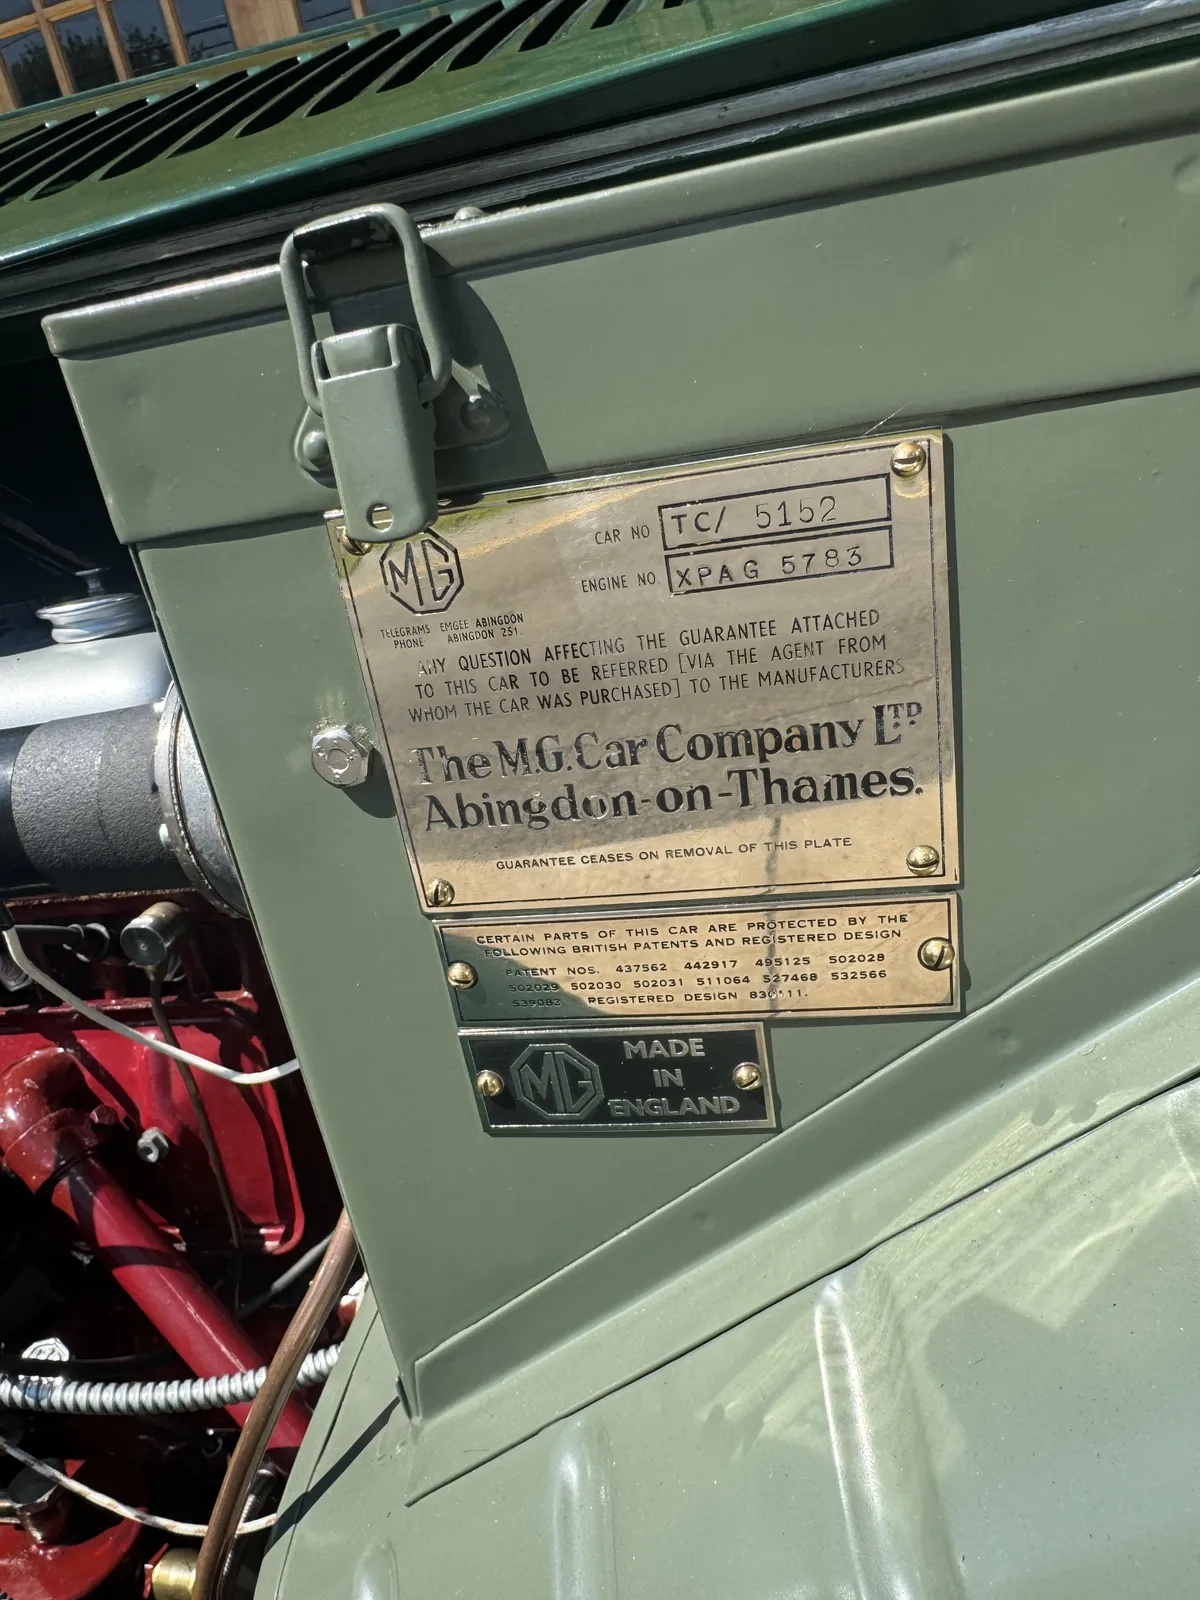 CAR NO TC/ 5152
ENGINE NO. XPAG 5783
MG
TELEGRAMS EMGEE ABINGDON
PHONE ABINGDON 251.
ANY QUESTION AFFECTING THE GUARANTEE ATTACHED
TO THIS CAR TO BE REFERRED [VIA THE AGENT FROM
WHOM THE CAR WAS PURCHASED] TO THE MANUFACTURERS
The M.G. Car Company LTD
Abingdon-on-Thames.
GUARANTEE CEASES ON REMOVAL OF THIS PLATE
CERTAIN PARTS OF THIS CAR ARE PROTECTED BY THE
FOLLOWING BRITISH PATENTS AND REGISTERED DESIGN
PATENT NOS. 437562 442917 495125 502028
502029 502030 502031 511064 527468 532566
539083 REGISTERED DESIGN
MG
MADE
IN
ENGLAND